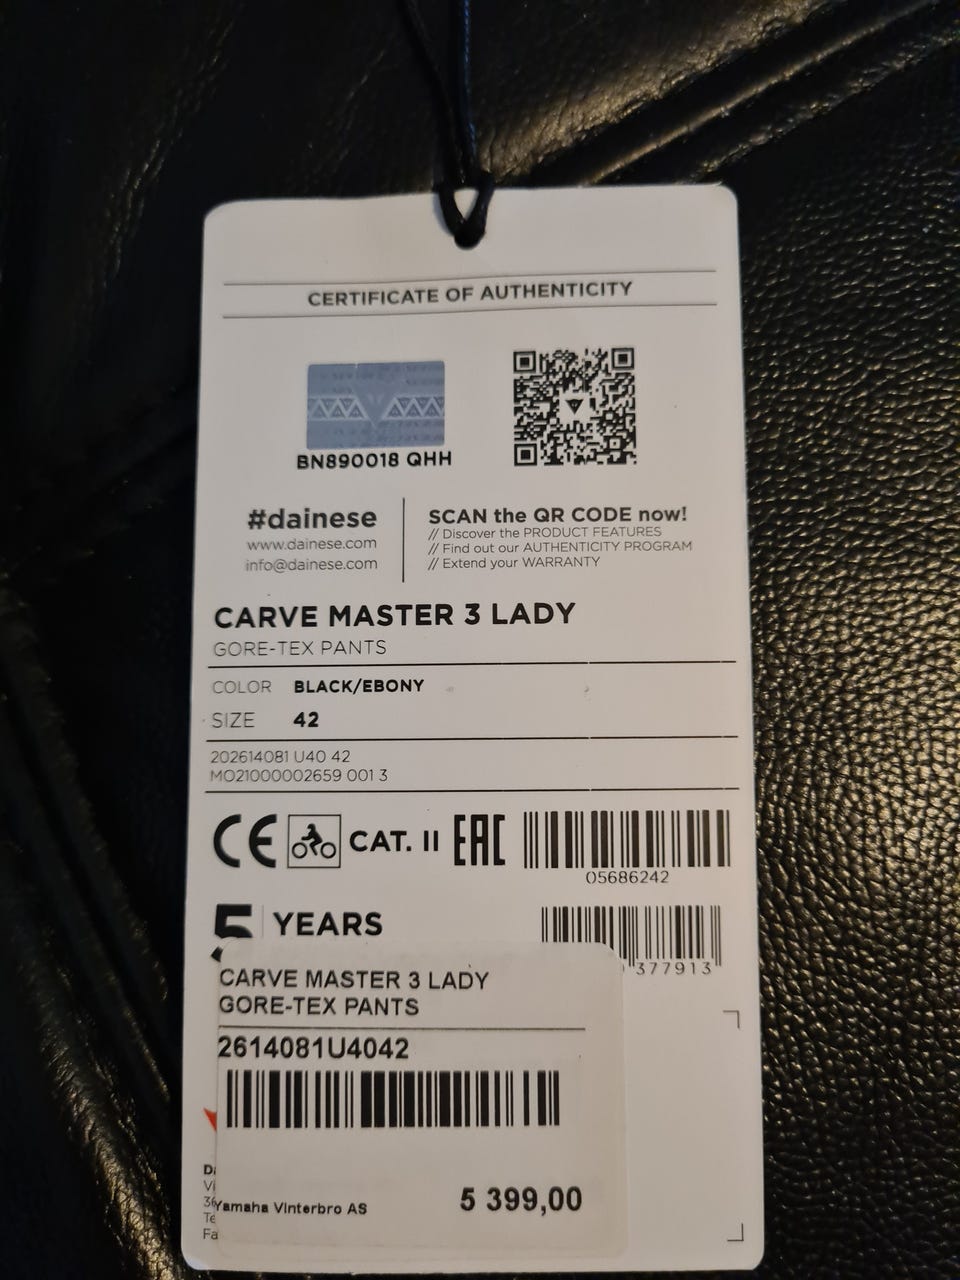 CERTIFICATE OF AUTHENTICITY
BN890018 QHH
#dainese
www.dainese.com
info@dainese.com
SCAN the QR CODE now!
// Discover the PRODUCT FEATURES
// Find out our AUTHENTICITY PROGRAM
// Extend your WARRANTY
CARVE MASTER 3 LADY
GORE-TEX PANTS
COLOR BLACK/EBONY
SIZE 42
202614081 U40 42
MO21000002659 001 3
CE CAT. II EAC
05686242
5 YEARS
377913
CARVE MASTER 3 LADY
GORE-TEX PANTS
2614081U4042
Yamaha Vinterbro AS 5 399,00